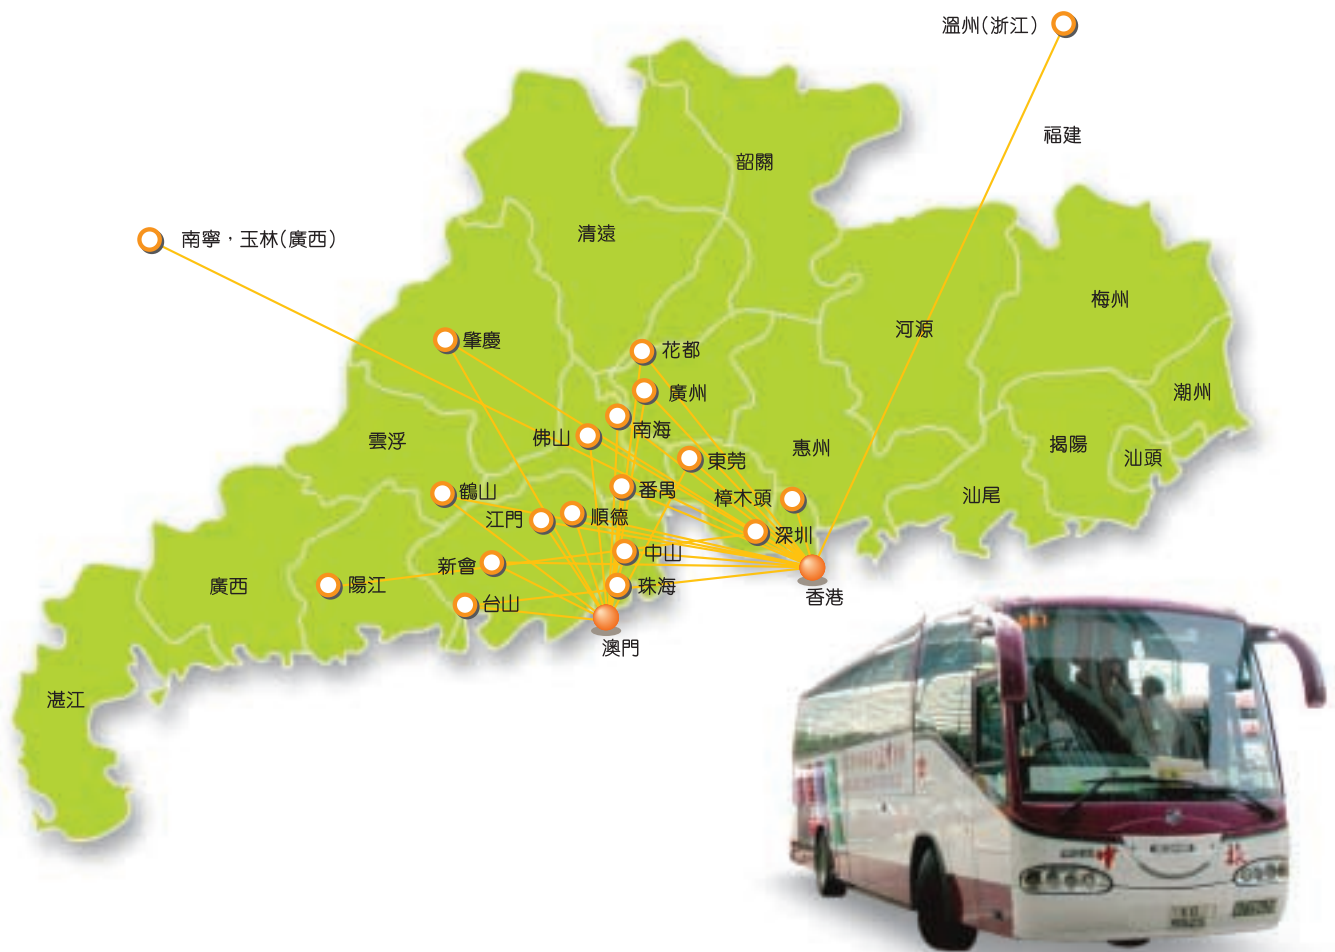 溫州(浙江)
福建
韶關
清遠
南寧·玉林(廣西)
梅州
河源
肇慶
花都
廣州
潮州
南海
佛山
雲浮
惠州
揭陽
汕頭
東莞
鶴山
番禺
樟木頭
汕尾
江門
順德
深圳
中山
新會
廣西
陽江
珠海
香港
台山
澳門
湛江
中
旅